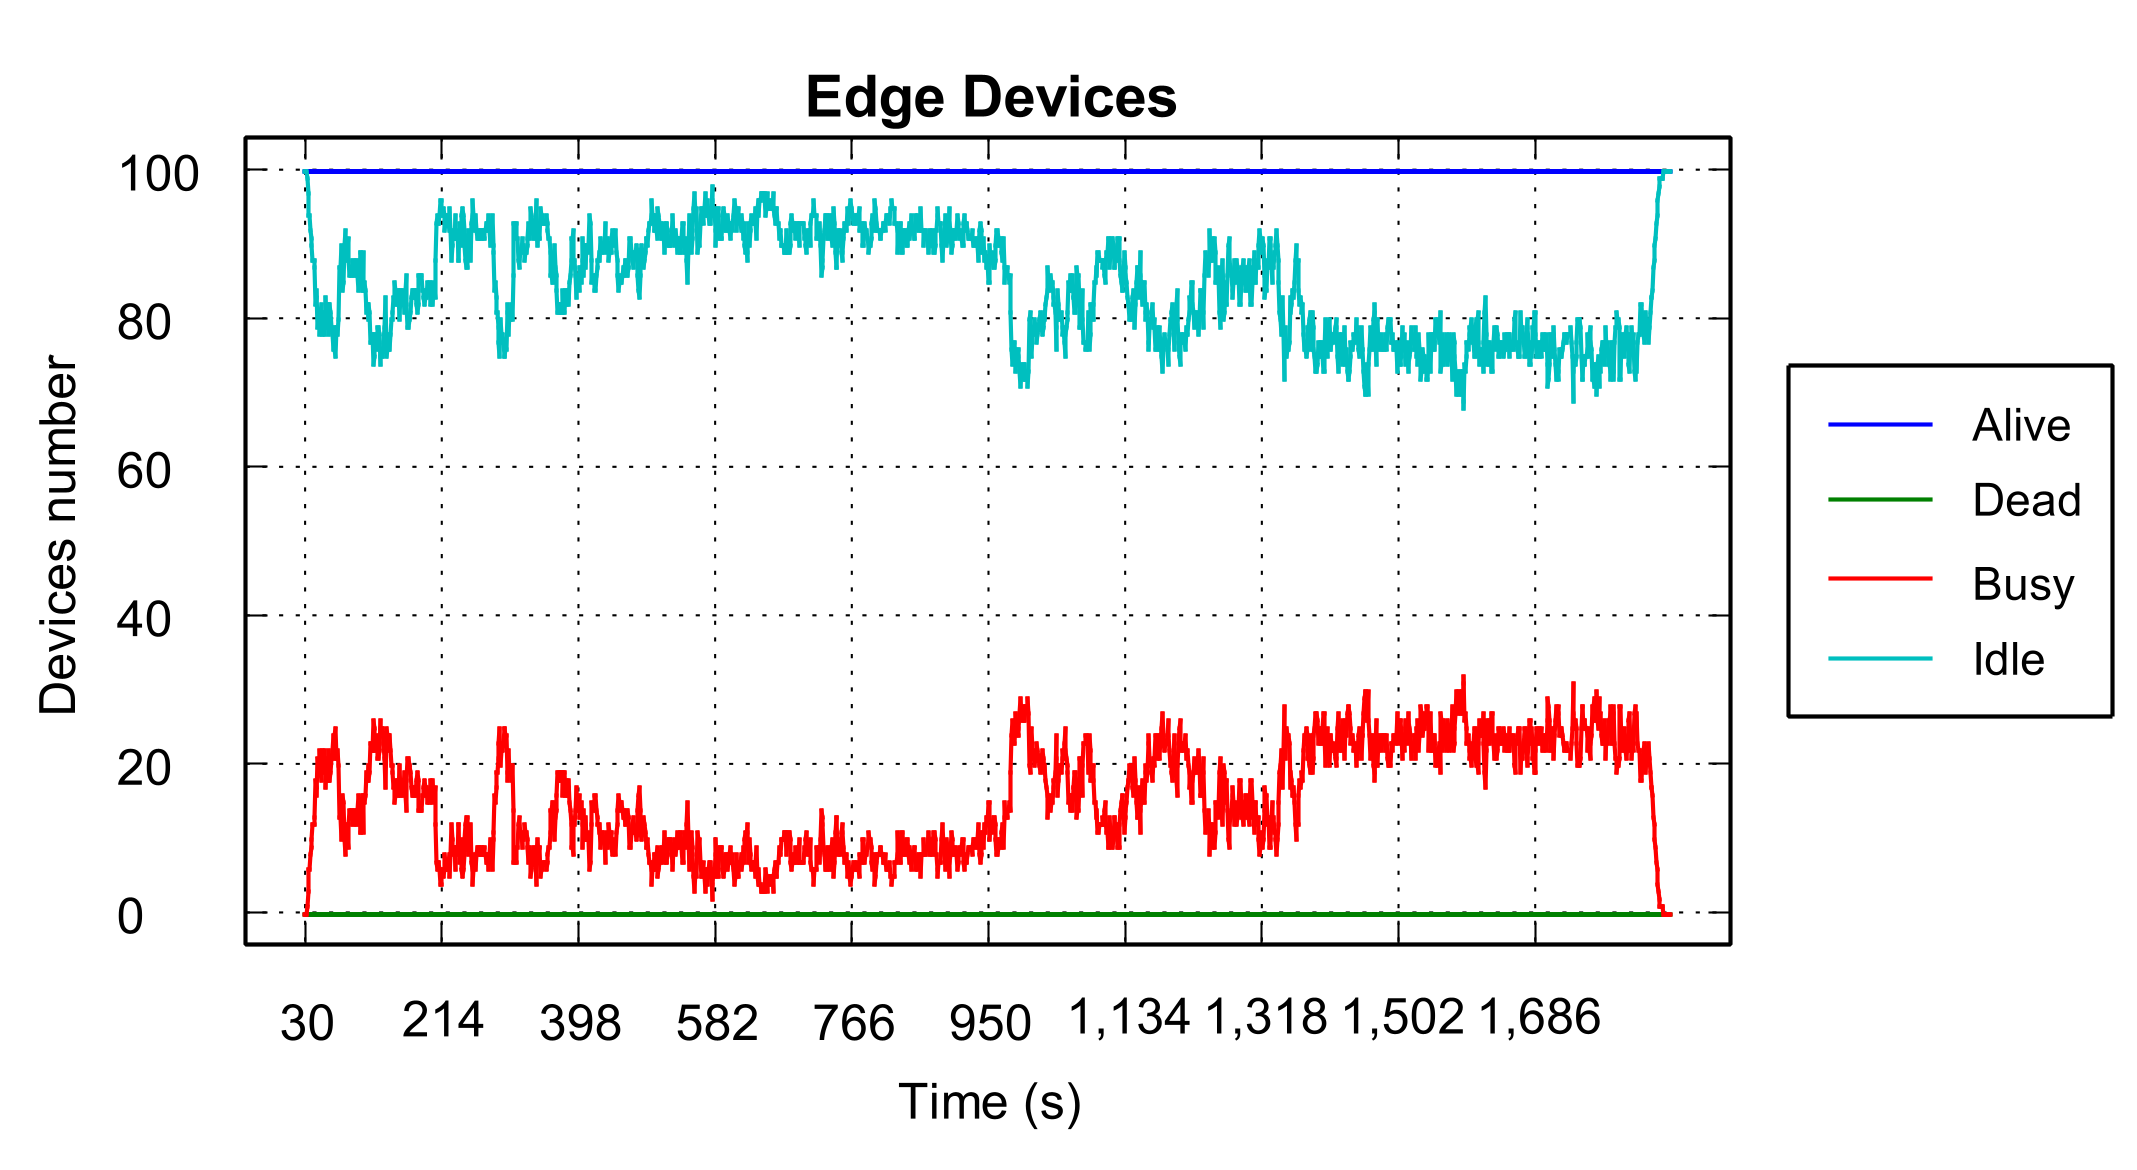 Edge Devices
100
80
60
40
20
0
Devices number
30 214 398 582 766 950 1,134 1,318 1,502 1,686
Time (s)
Alive
Dead
Busy
Idle